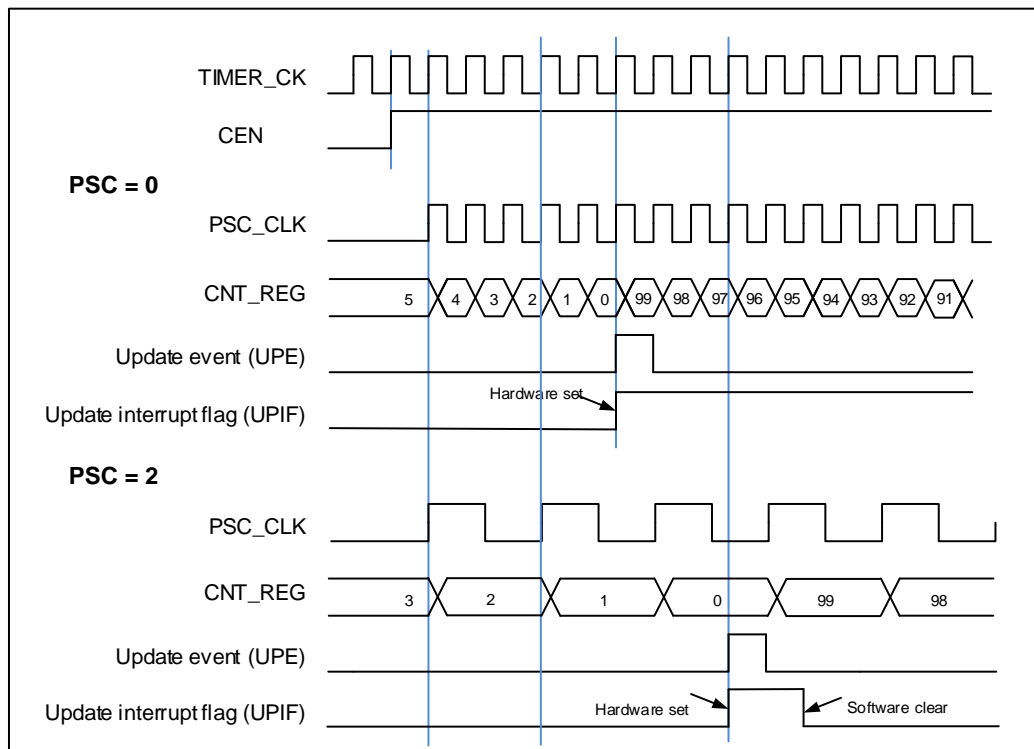 TIMER_CK
CEN
PSC = 0
PSC_CLK
CNT_REG 5 4 3 2 1 0 99 98 97 96 95 94 93 92 91
Update event (UPE)
Hardware set
Update interrupt flag (UPIF)
PSC = 2
PSC_CLK
CNT_REG 3 2 1 0 99 98
Update event (UPE)
Update interrupt flag (UPIF) Hardware set Software clear